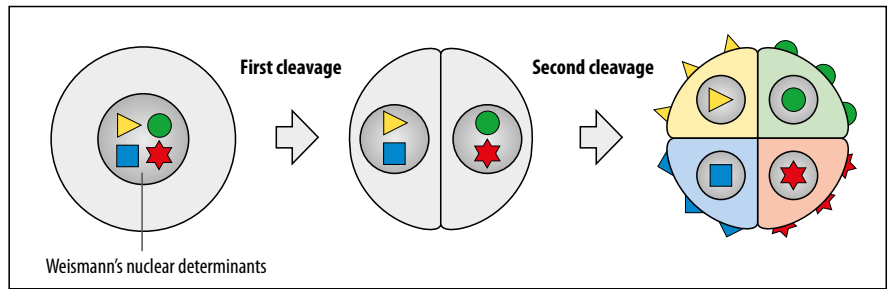 First cleavage
Second cleavage
Weismann's nuclear determinants